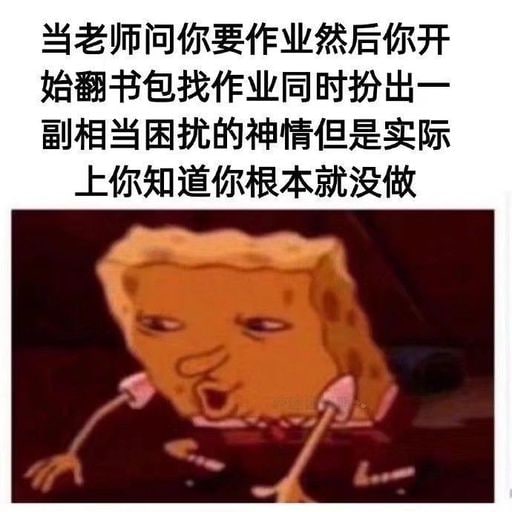 当老师问你要作业然后你开
始翻书包找作业同时扮出一
副相当困扰的神情但是实际
上你知道你根本就没做